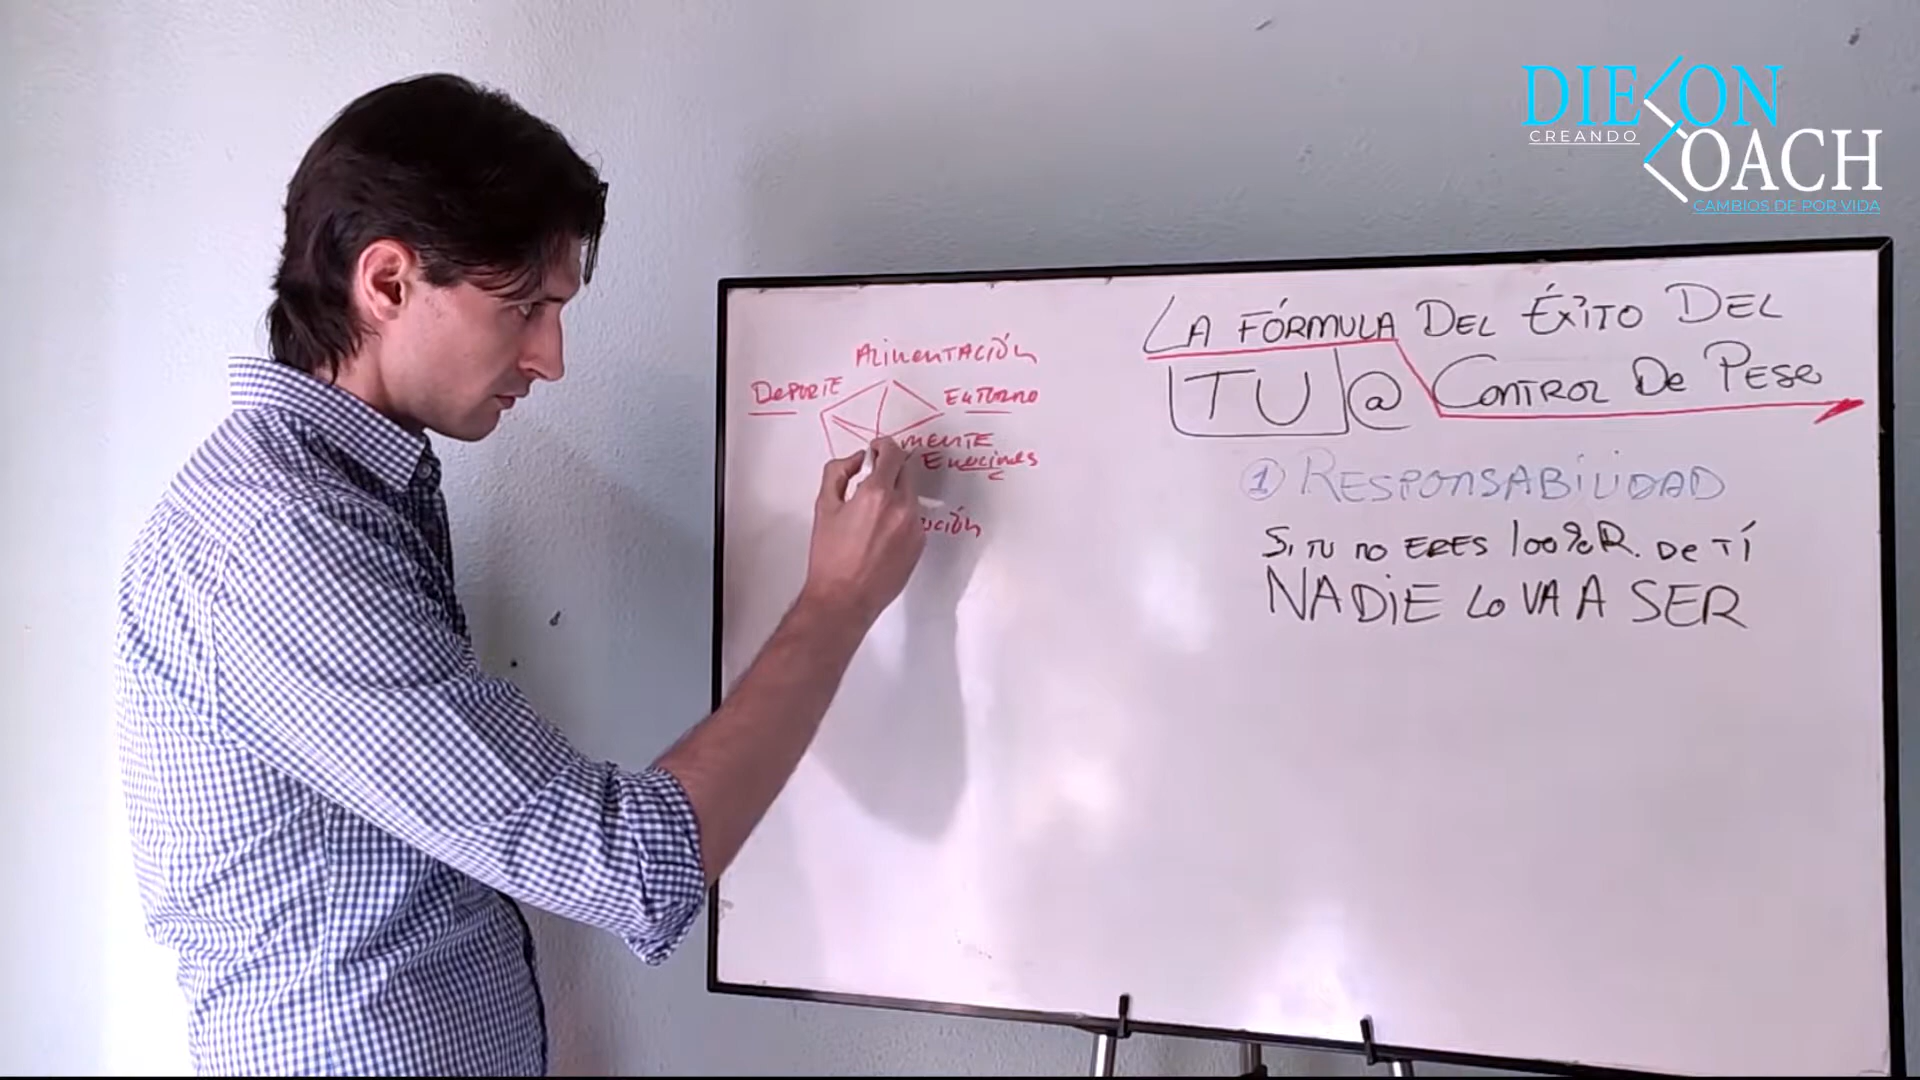 DIEGON
CREANDO
COACH
CAMBIOS DE POR VIDA
LA FÓRMULA DEL ÉXITO DEL
TU @ CONTROL DE PESO
Alimentación
DEPORTE
ENTORNO
MENTE
Emociones
① RESPONSABILIDAD
Si TU no ERES 100% R. DE TÍ
NADIE LO VA A SER